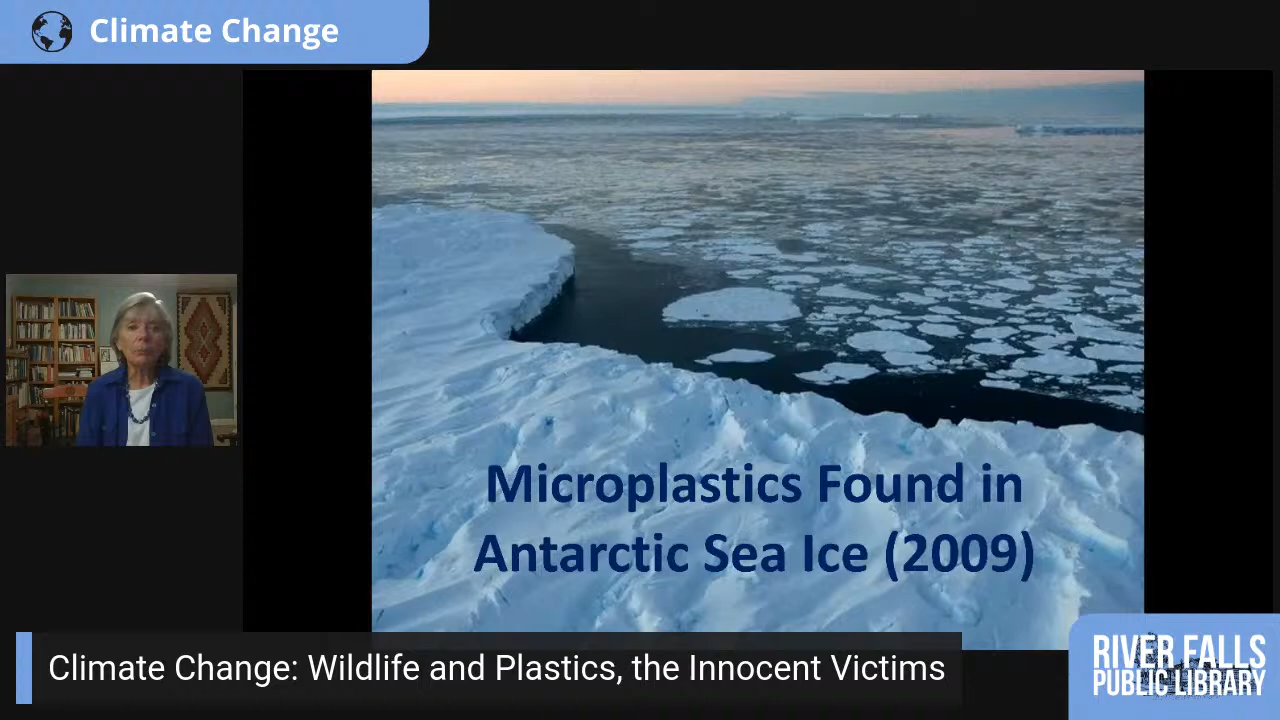 Climate Change
Microplastics Found in
Antarctic Sea Ice (2009)
Climate Change: Wildlife and Plastics, the Innocent Victims
RIVER FALLS
PUBLIC LIBRARY